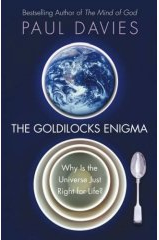 Bestselling Author of The Mind of God
PAUL DAVIES
THE GOLDILOCKS ENIGMA
Why Is the
Universe Just
Right for Life?